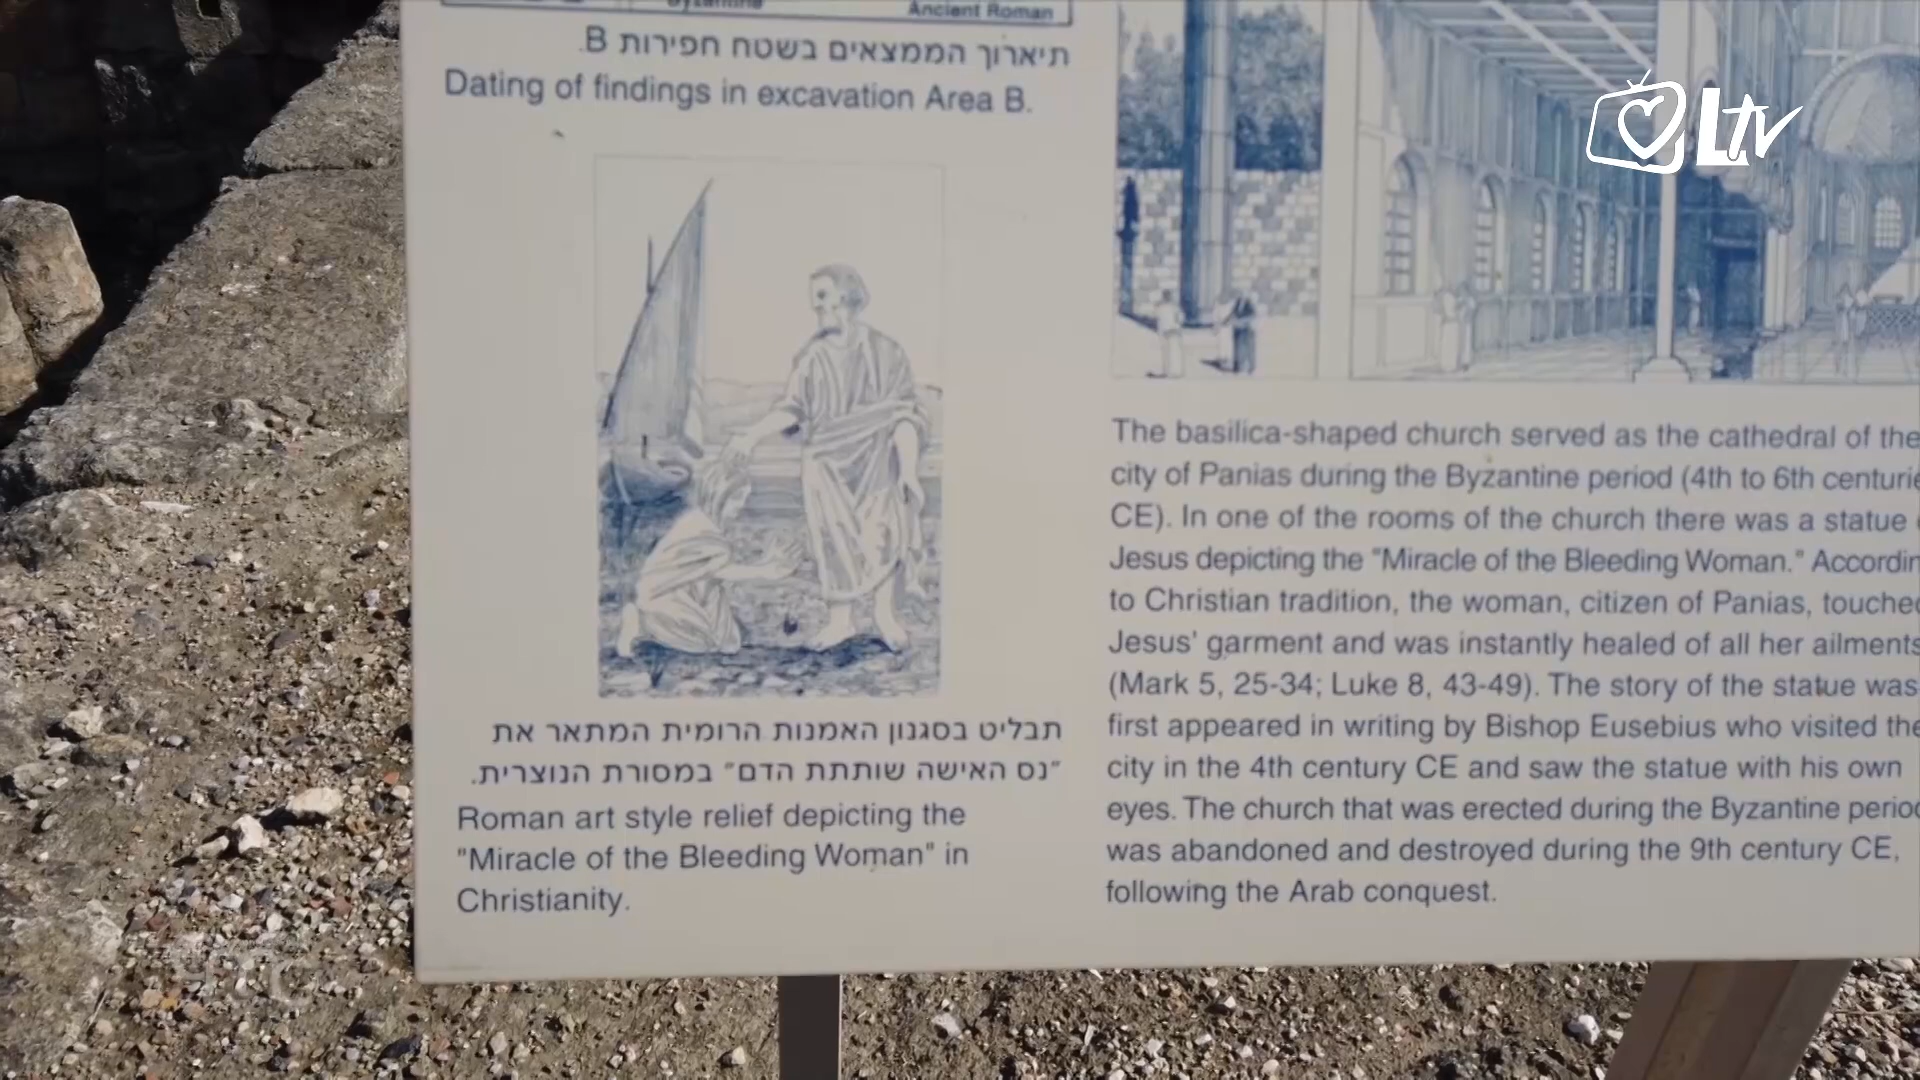 Byzantine
Ancient Roman
תיארוך הממצאים בשטח חפירות B.
Dating of findings in excavation Area B.
תבליט בסגנון האמנות הרומית המתאר את
"נס האישה שותתת הדם" במסורת הנוצרית.
Roman art style relief depicting the
"Miracle of the Bleeding Woman" in
Christianity.
The basilica-shaped church served as the cathedral of the
city of Panias during the Byzantine period (4th to 6th
CE). In one of the rooms of the church there was a statue
Jesus depicting the "Miracle of the Bleeding Woman."
to Christian tradition, the woman, citizen of Panias,
Jesus' garment and was instantly healed of all her ailments
(Mark 5, 25-34; Luke 8, 43-49). The story of the statue was
first appeared in writing by Bishop Eusebius who visited the
city in the 4th century CE and saw the statue with his own
eyes. The church that was erected during the Byzantine
was abandoned and destroyed during the 9th century CE,
following the Arab conquest.
LTV